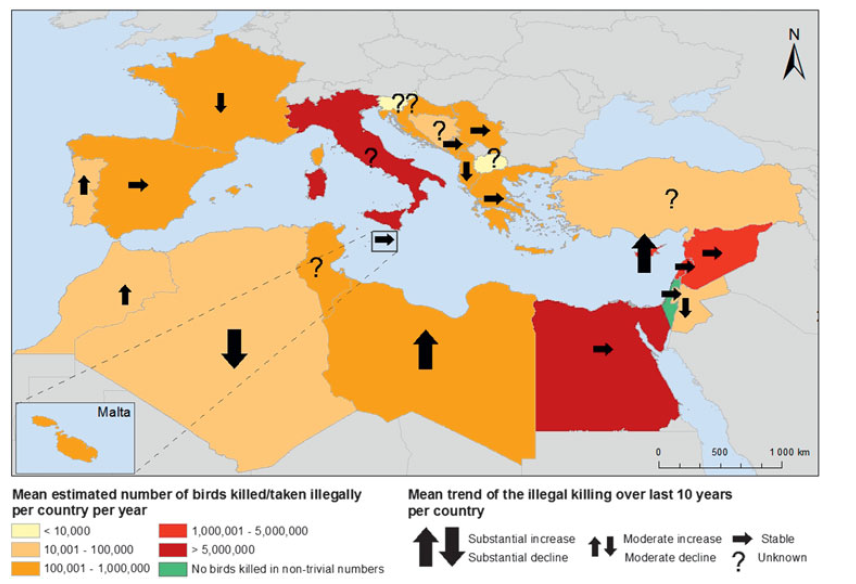 N
??
?
?
?
?
?
Malta
0 500 1 000 km
Mean estimated number of birds killed/taken illegally
per country per year
< 10,000
10,001 - 100,000
100,001 - 1,000,000
1,000,001 - 5,000,000
> 5,000,000
No birds killed in non-trivial numbers
Mean trend of the illegal killing over last 10 years
per country
Substantial increase
Substantial decline
Moderate increase
Moderate decline
Stable
? Unknown